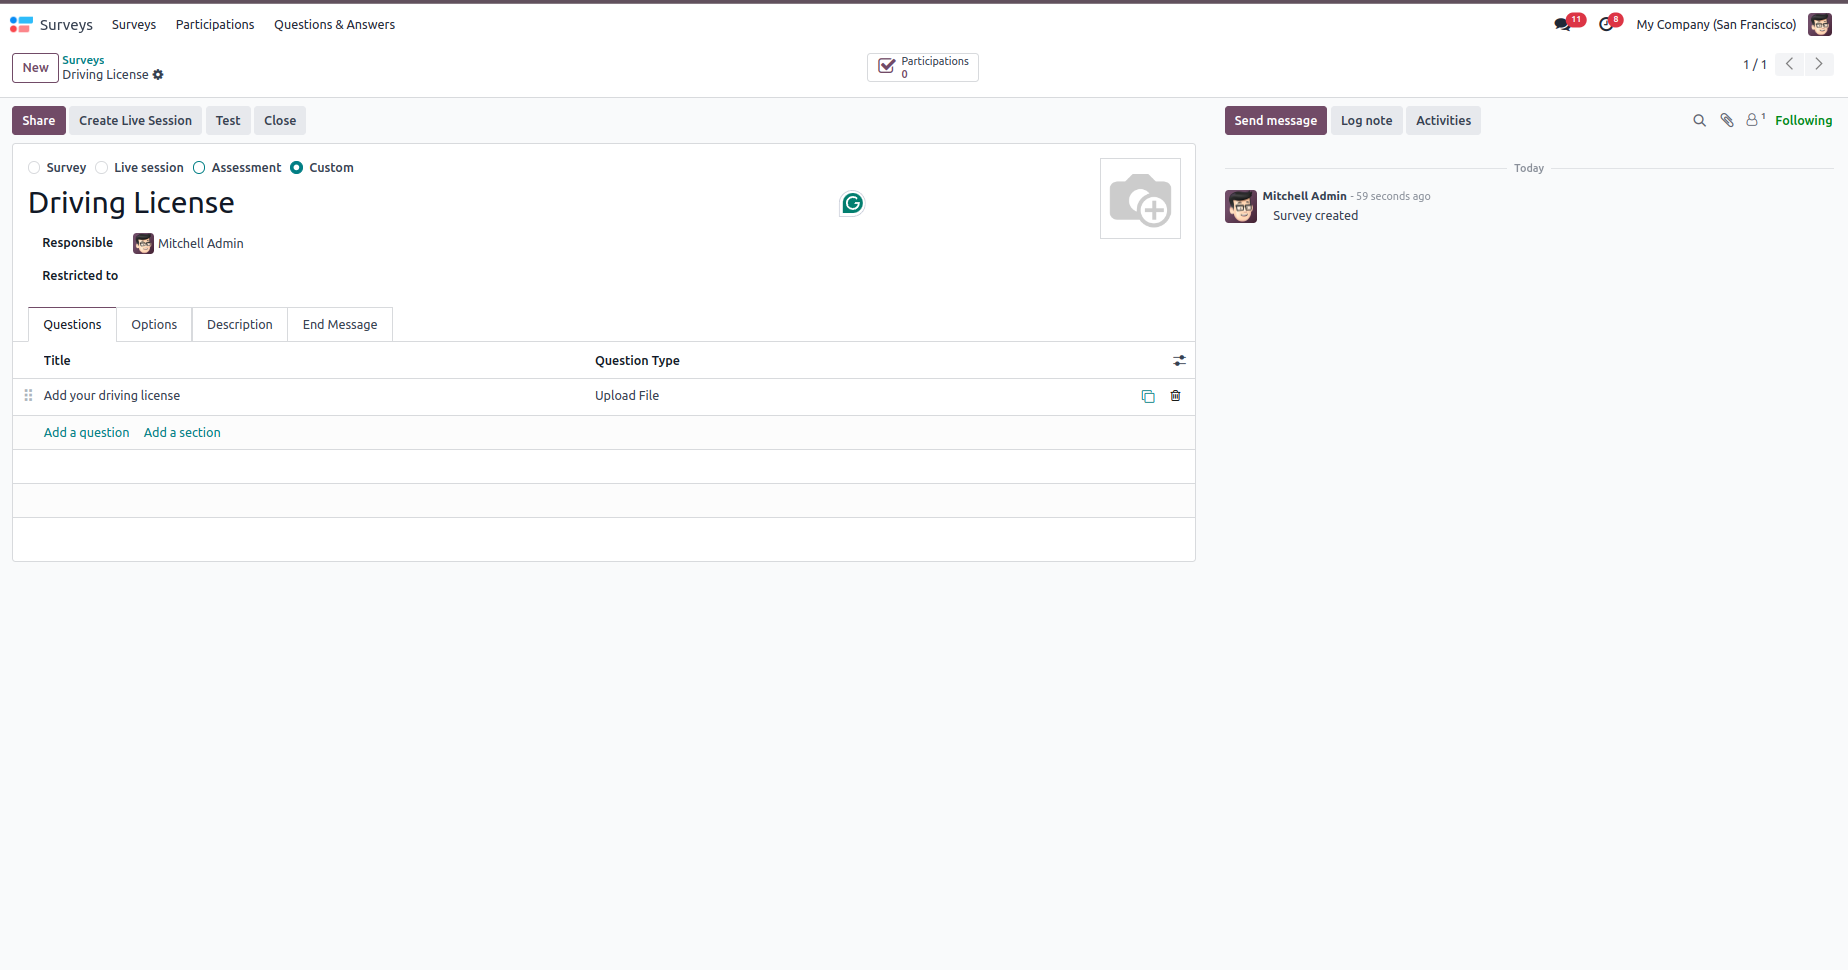 Surveys Surveys Participations Questions & Answers 11 8 My Company (San Francisco)
New Surveys
Driving License
Participations
0
1 / 1
Share Create Live Session Test Close Send message Log note Activities 1 Following
Survey Live session Assessment Custom
Driving License
Responsible Mitchell Admin
Restricted to
Questions Options Description End Message
Title Question Type
Add your driving license Upload File
Add a question Add a section
Today
Mitchell Admin - 59 seconds ago
Survey created